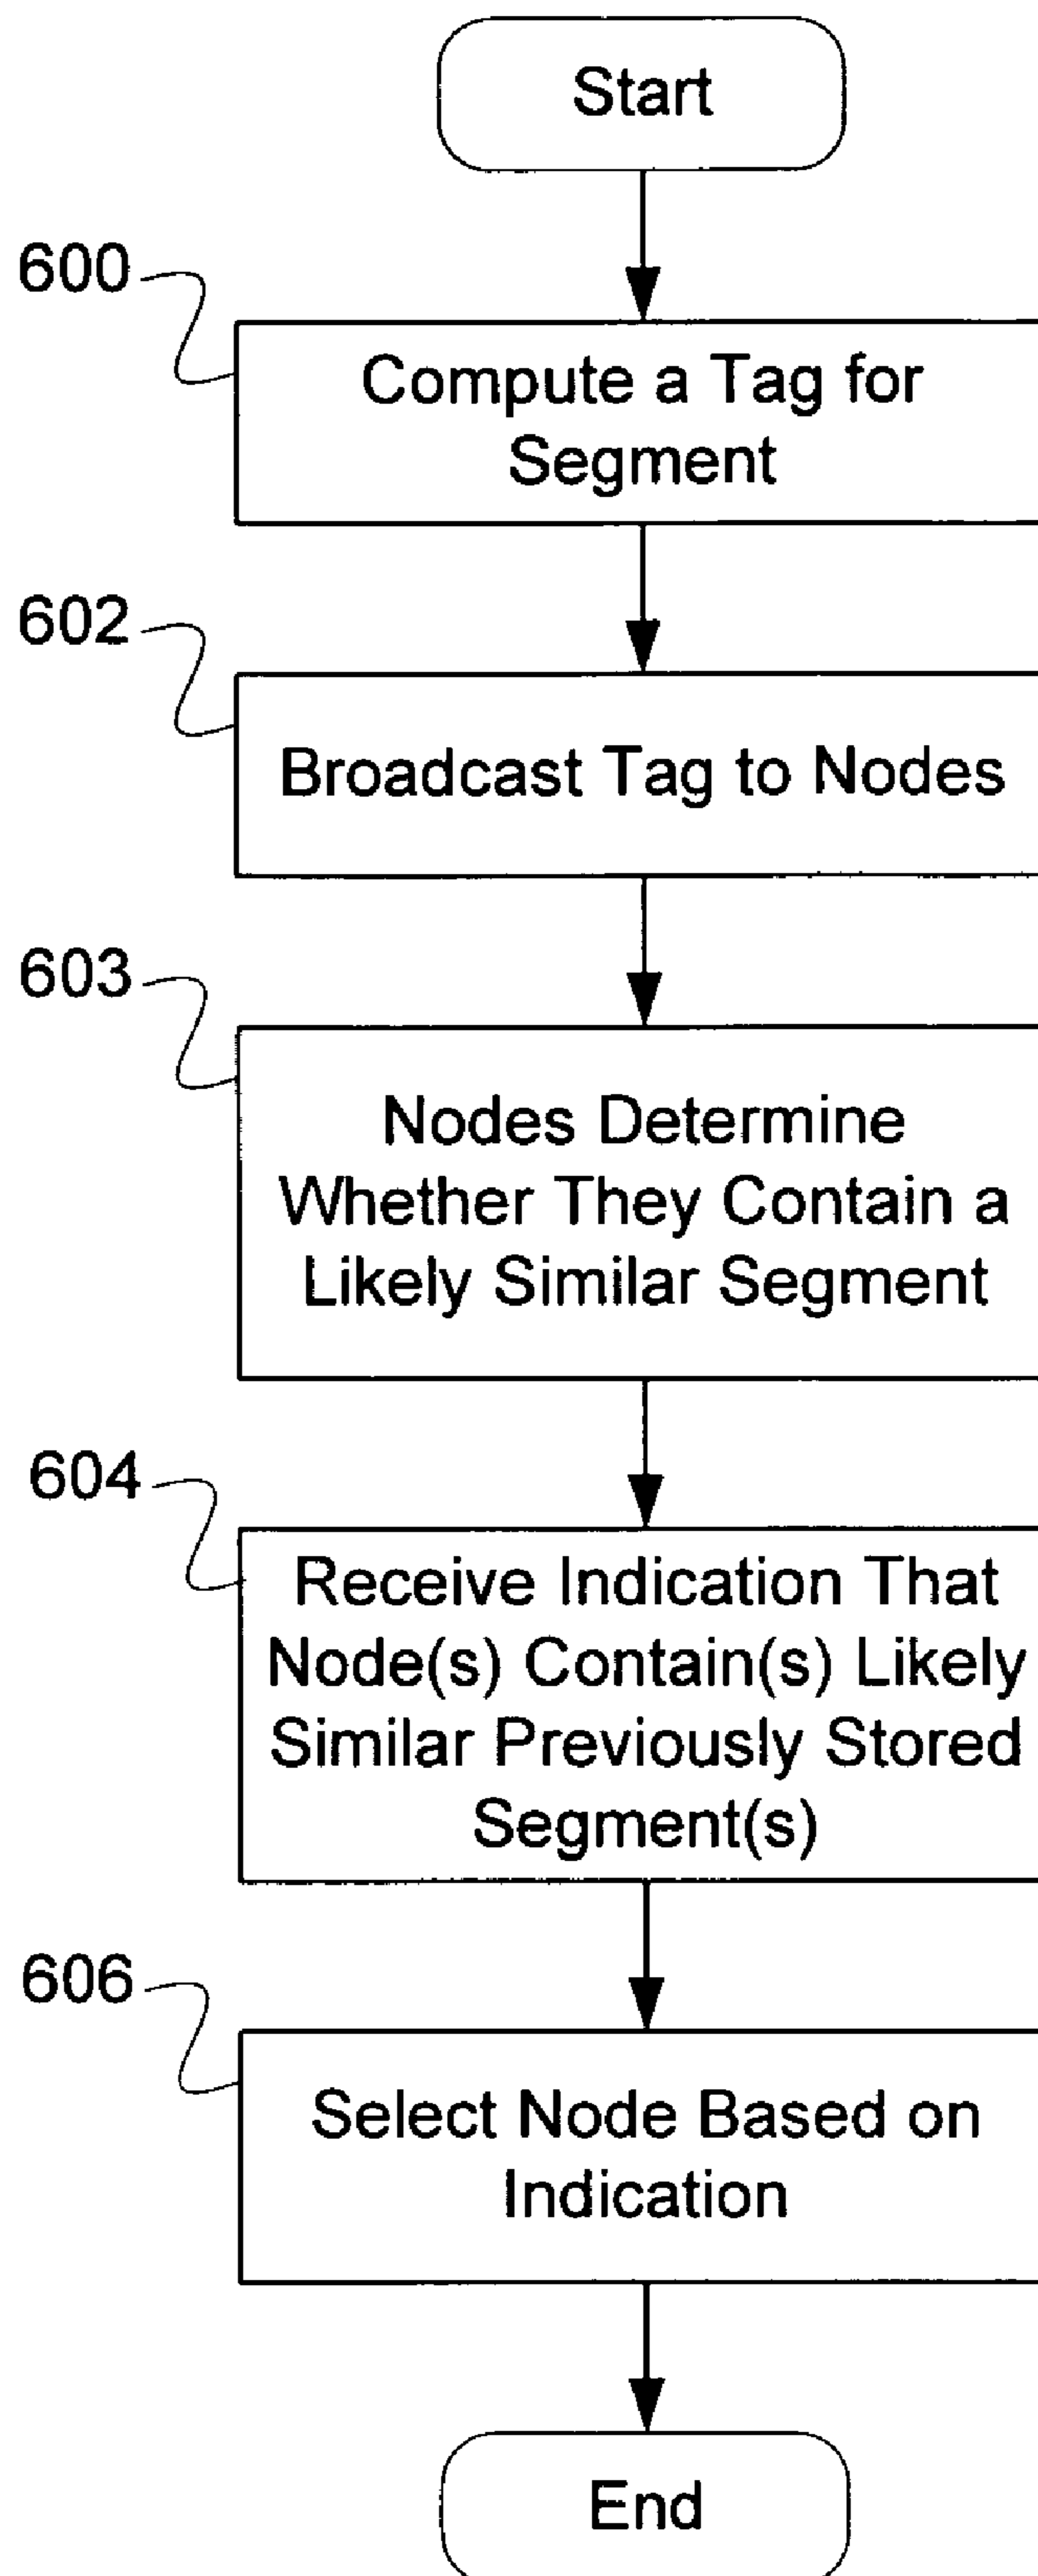 Start
600
Compute a Tag for
Segment
602
Broadcast Tag to Nodes
603
Nodes Determine
Whether They Contain a
Likely Similar Segment
604
Receive Indication That
Node(s) Contain(s) Likely
Similar Previously Stored
Segment(s)
606
Select Node Based on
Indication
End